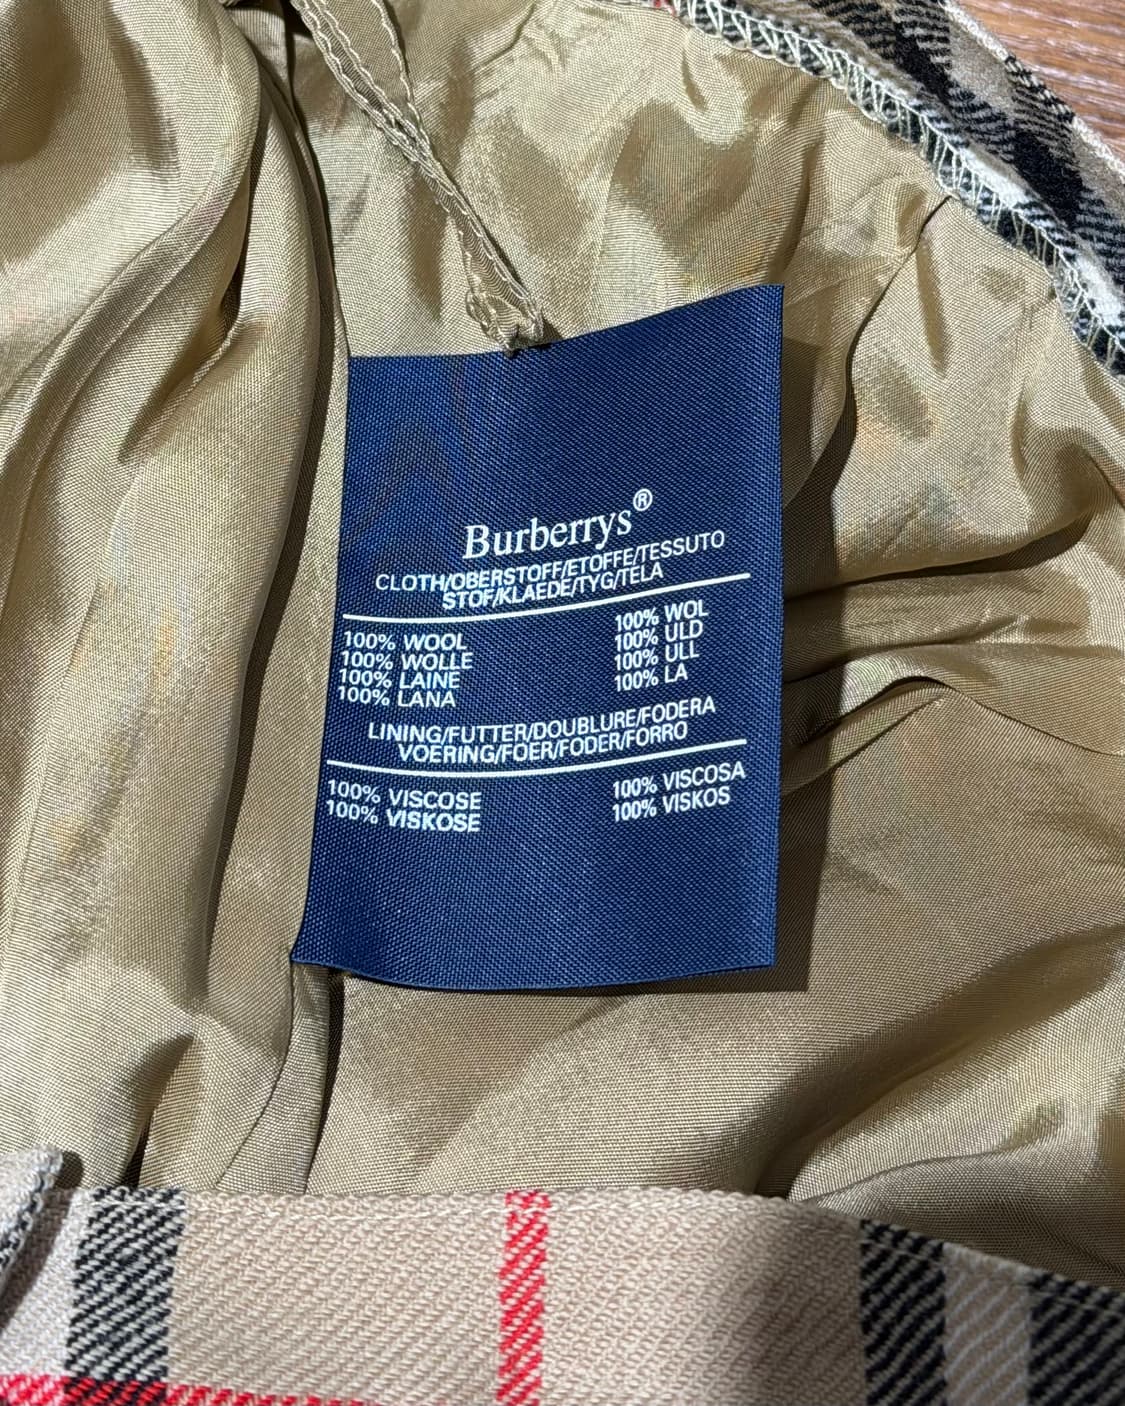 Burberrys®
CLOTH/OBERSTOFF/ETOFFE/TESSUTO
STOF/KLAEDE/TYG/TELA
100% WOOL
100% WOLLE
100% LAINE
100% LANA
100% WOL
100% ULD
100% ULL
100% LA
LINING/FUTTER/DOUBLURE/FODERA
VOERING/FOER/FODER/FORRO
100% VISCOSE
100% VISKOSE
100% VISCOSA
100% VISKOS